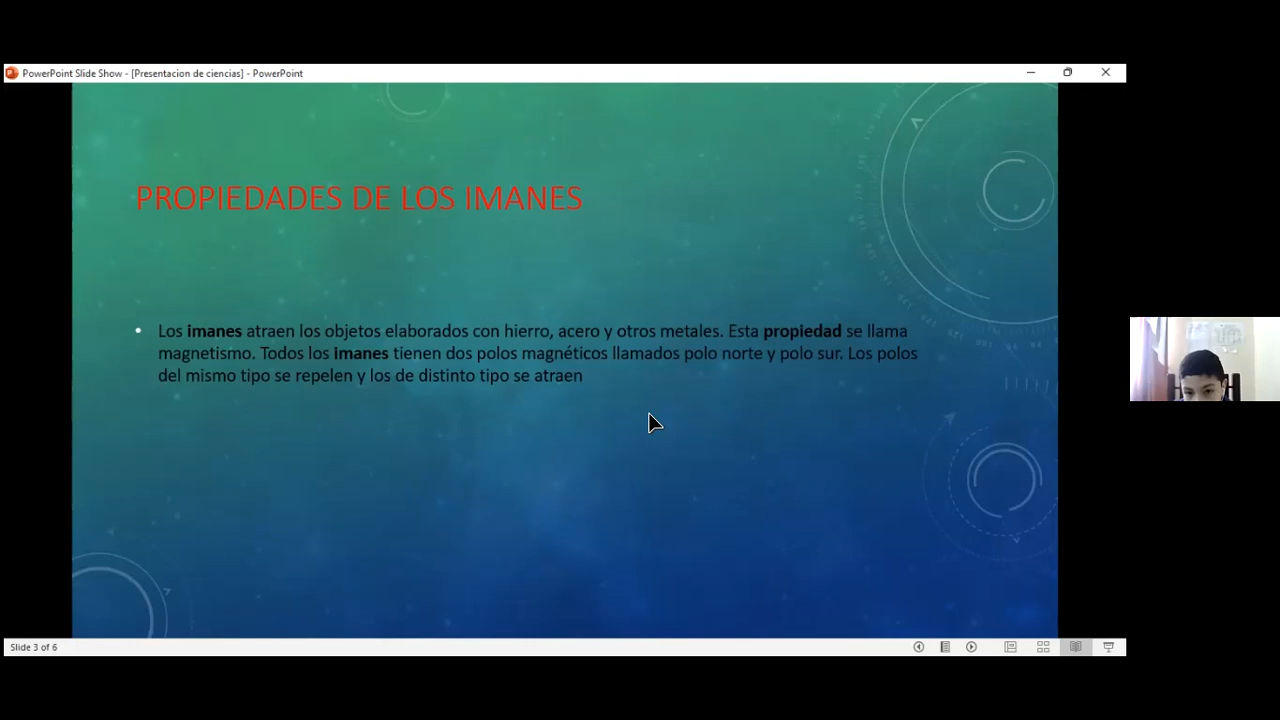 PowerPoint Slide Show - [Presentacion de ciencias] - PowerPoint
PROPIEDADES DE LOS IMANES
• Los imanes atraen los objetos elaborados con hierro, acero y otros metales. Esta propiedad se llama
magnetismo. Todos los imanes tienen dos polos magnéticos llamados polo norte y polo sur. Los polos
del mismo tipo se repelen y los de distinto tipo se atraen
Slide 3 of 6